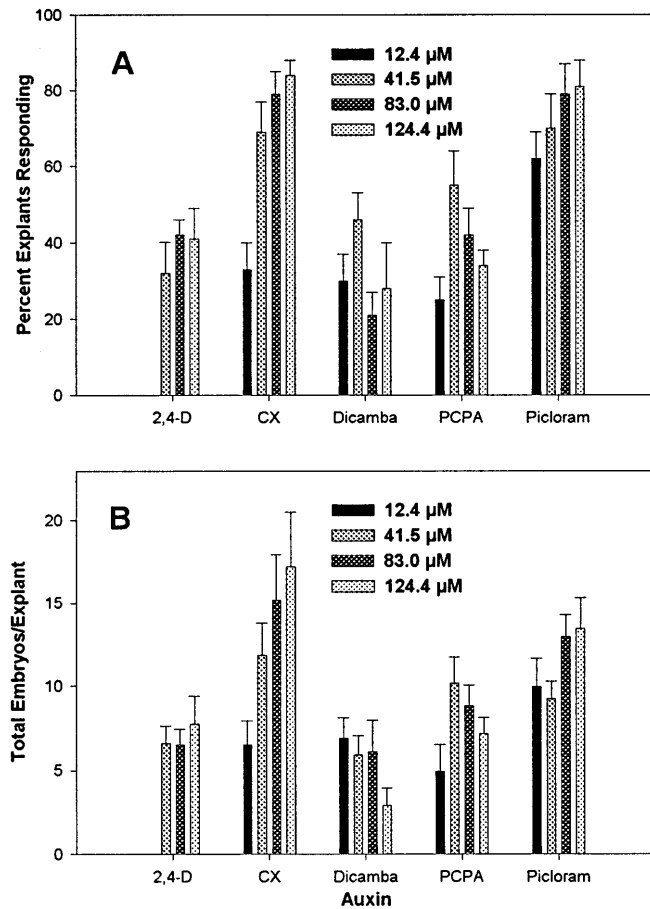 100
80
60
40
20
0
Percent Explants Responding
A
12.4 µM
41.5 µM
83.0 µM
124.4 µM
2,4-D CX Dicamba PCPA Picloram
20
15
10
5
0
Total Embryos/Explant
B
12.4 µM
41.5 µM
83.0 µM
124.4 µM
2,4-D CX Dicamba PCPA Picloram
Auxin